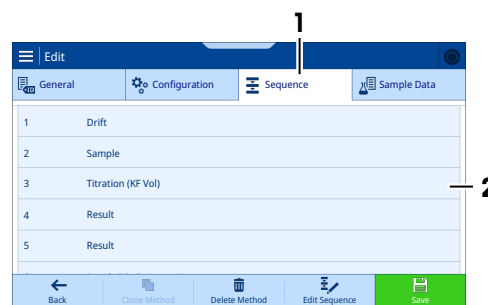 1
Edit
General
Configuration
Sequence
Sample Data
1 Drift
2 Sample
3 Titration (KF Vol)
2
4 Result
5 Result
Back
Clone Method
Delete Method
Edit Sequence
Save